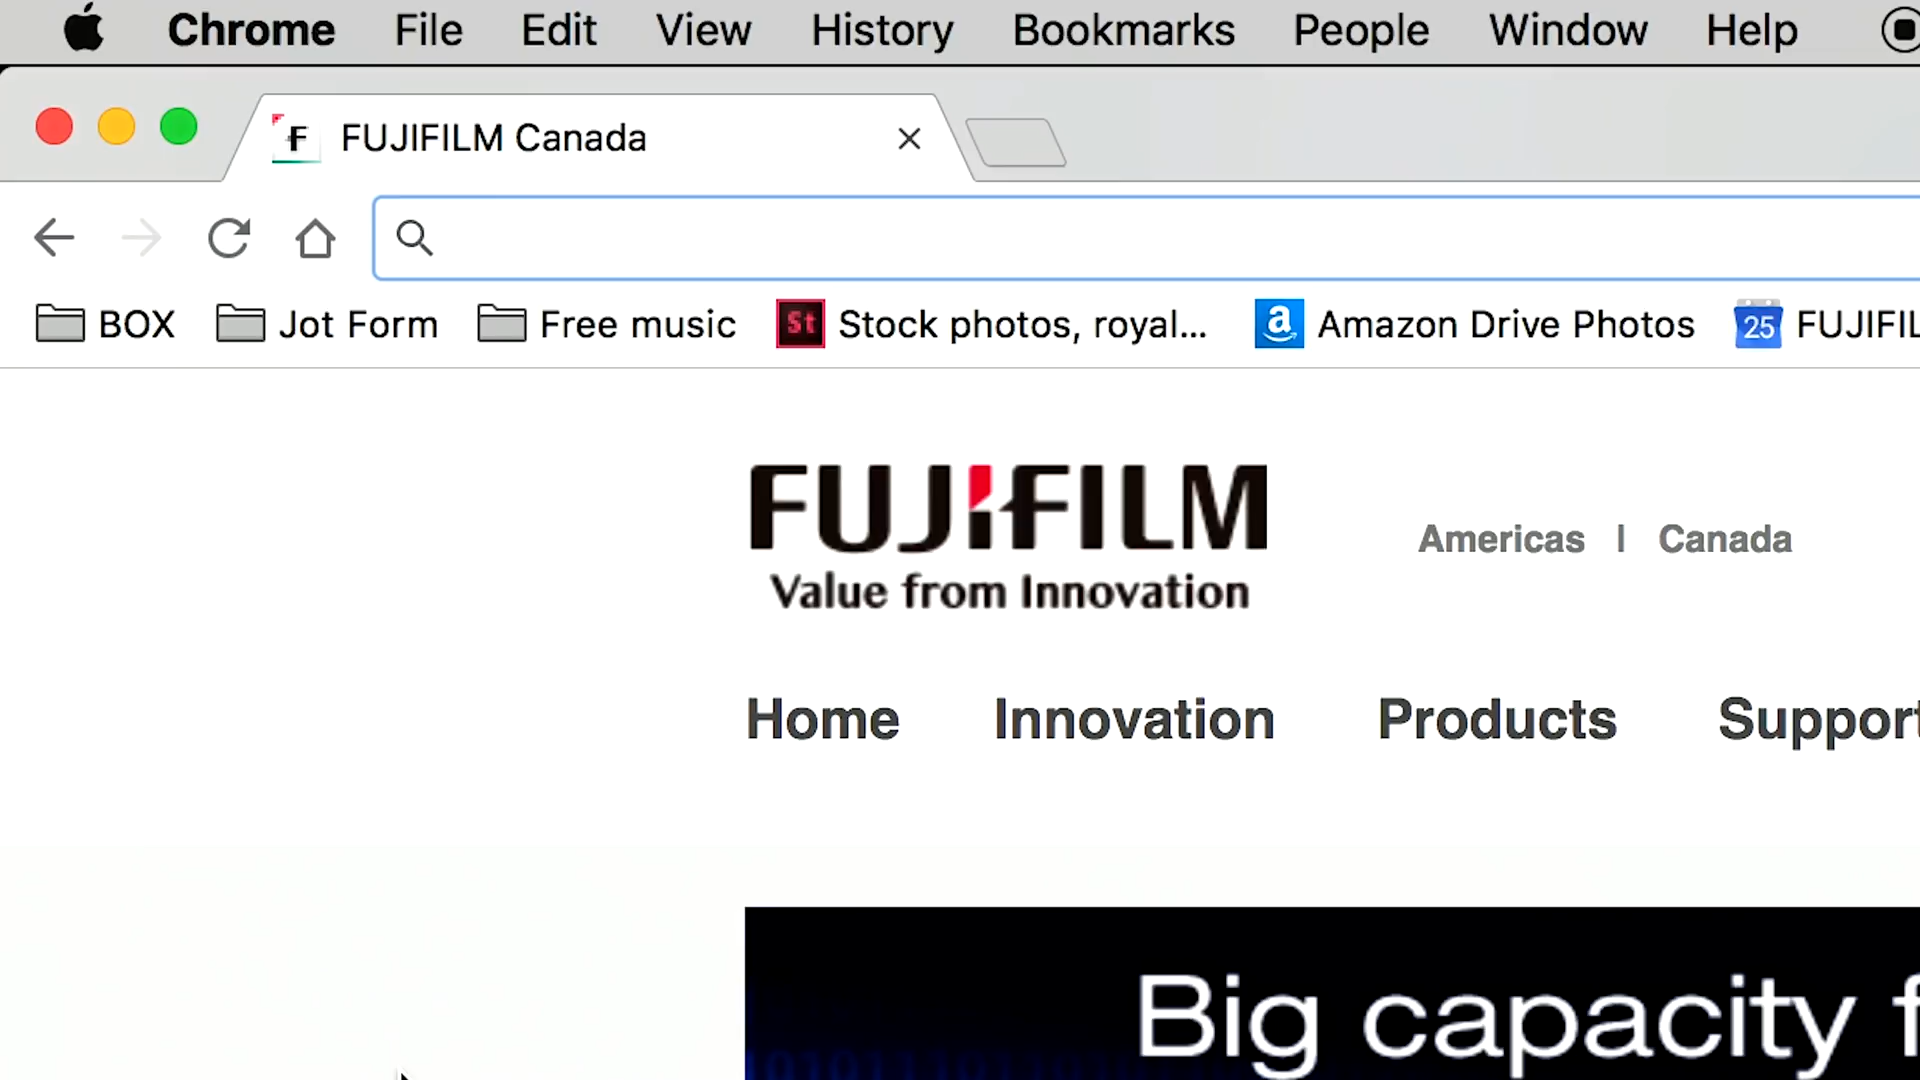 Chrome File Edit View History Bookmarks People Window Help
FUJIFILM Canada
BOX Jot Form Free music St Stock photos, royal... a Amazon Drive Photos 25
FUJIFILM
Value from Innovation
Americas | Canada
Home Innovation Products Support
Big capacity